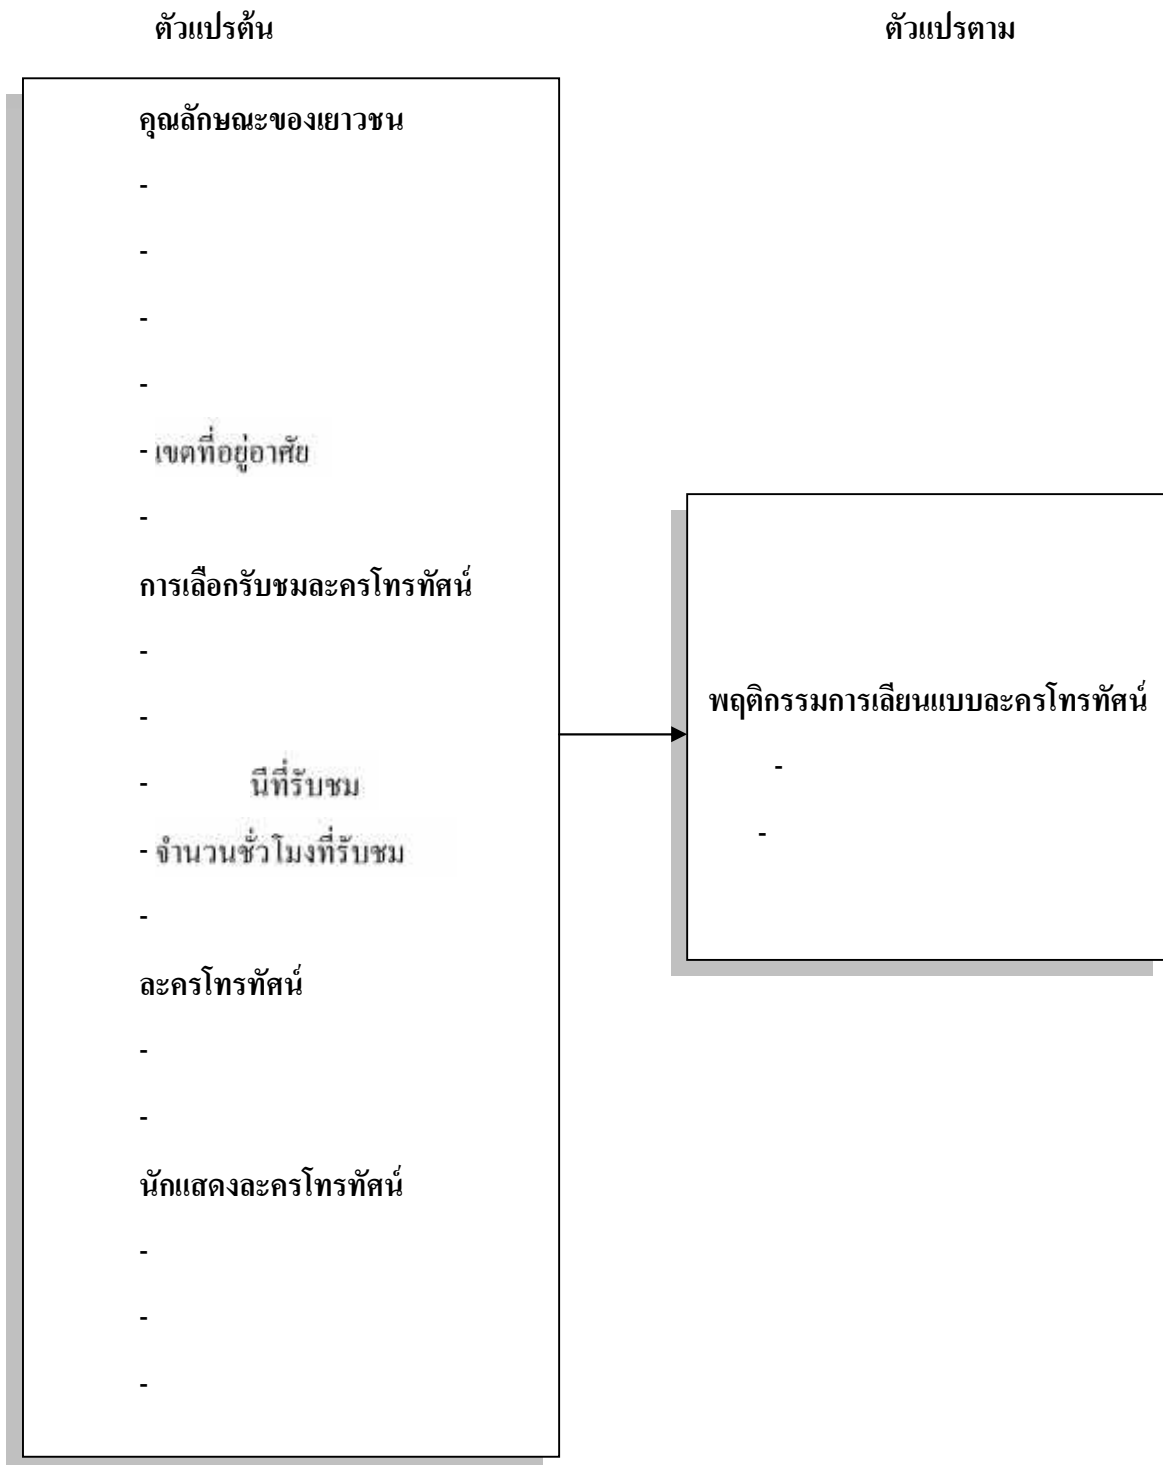 ตัวแปรต้น
ตัวแปรตาม
คุณลักษณะของเยาวชน
-
-
-
-
- เขตที่อยู่อาศัย
-
การเลือกรับชมละครโทรทัศน์
-
-
- นีที่รับชม
- จำนวนชั่วโมงที่รับชม
-
ละครโทรทัศน์
-
-
นักแสดงละครโทรทัศน์
-
-
-
พฤติกรรมการเลียนแบบละครโทรทัศน์
-
-